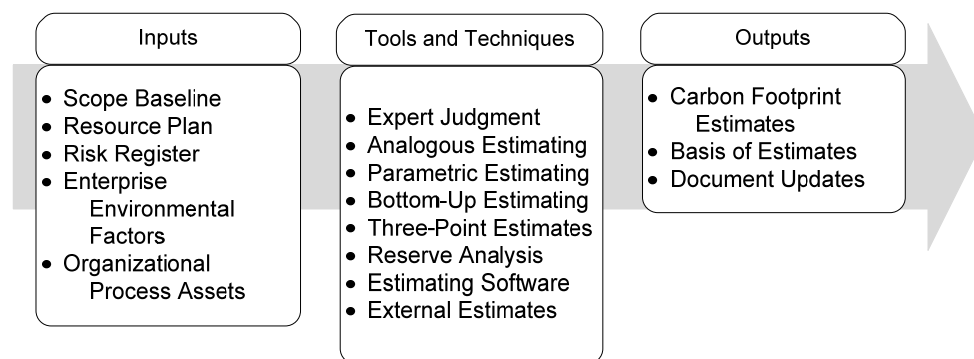 Inputs
• Scope Baseline
• Resource Plan
• Risk Register
• Enterprise
Environmental
Factors
• Organizational
Process Assets
Tools and Techniques
• Expert Judgment
• Analogous Estimating
• Parametric Estimating
• Bottom-Up Estimating
• Three-Point Estimates
• Reserve Analysis
• Estimating Software
• External Estimates
Outputs
• Carbon Footprint
Estimates
• Basis of Estimates
• Document Updates